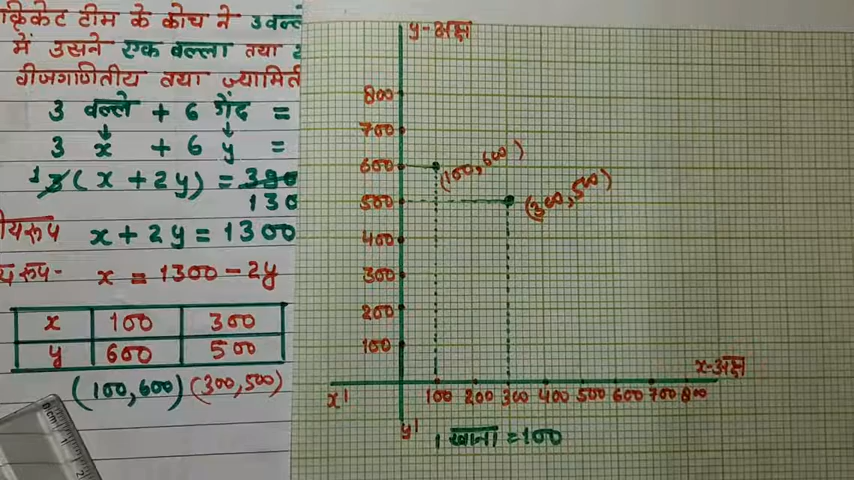 क्रिकेट टीम के कोच ने 3 बल्ले
में उसने एक बल्ला तथा 2
बीजगणितीय तथा ज्यामिती
3 बल्ले + 6 गेंद =
3 x + 6 y =
1 3 ( x + 2y ) = 390
130
रूप x + 2y = 1300
रूप- x = 1300 - 2y
x 100 300
y 600 500
(100,600) (300,500)
y-अक्ष
800
700
600
(100,600)
500
(300,500)
400
300
200
100
x-अक्ष
x' 100 200 300 400 500 600 700 800
y'
1 खाना = 100